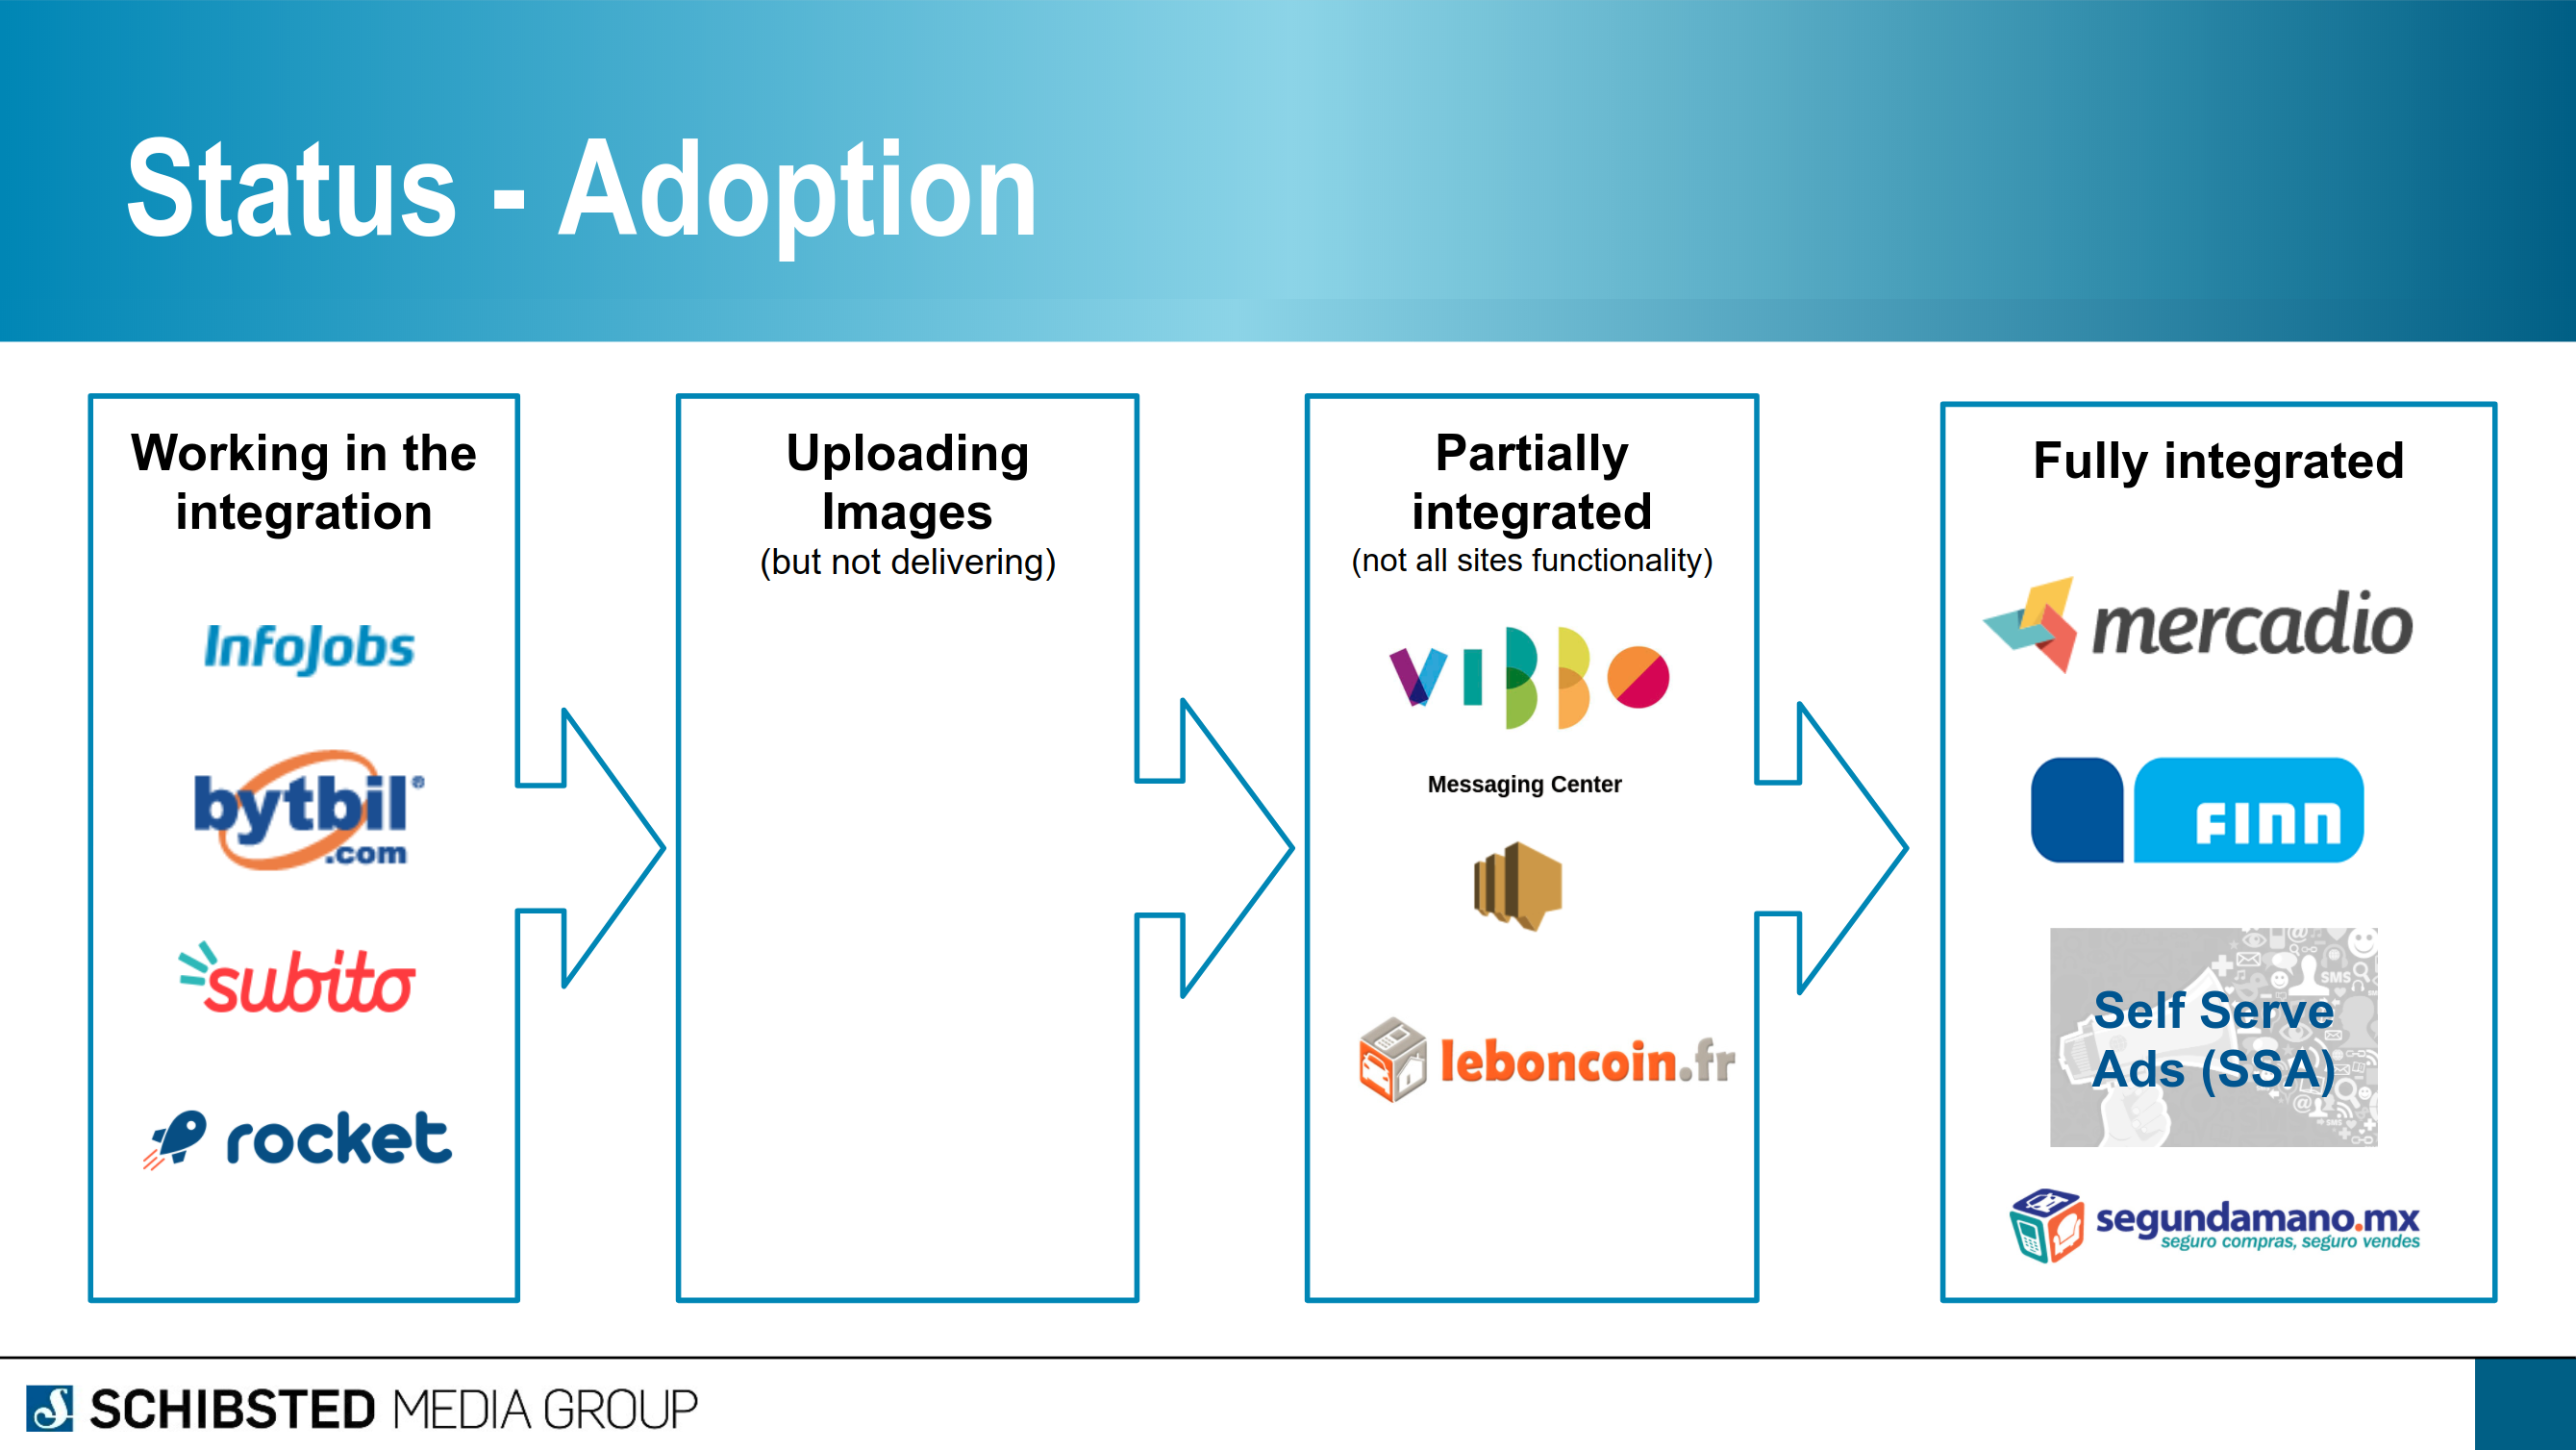 Status - Adoption
Working in the
integration
InfoJobs
bytbil
.com
subito
rocket
Uploading
Images
(but not delivering)
Partially
integrated
(not all sites functionality)
VIBBO
Messaging Center
leboncoin.fr
Fully integrated
mercadio
FINN
SMS
Self Serve
Ads (SSA)
segundamano.mx
seguro compras, seguro vendes
SCHIBSTED MEDIA GROUP